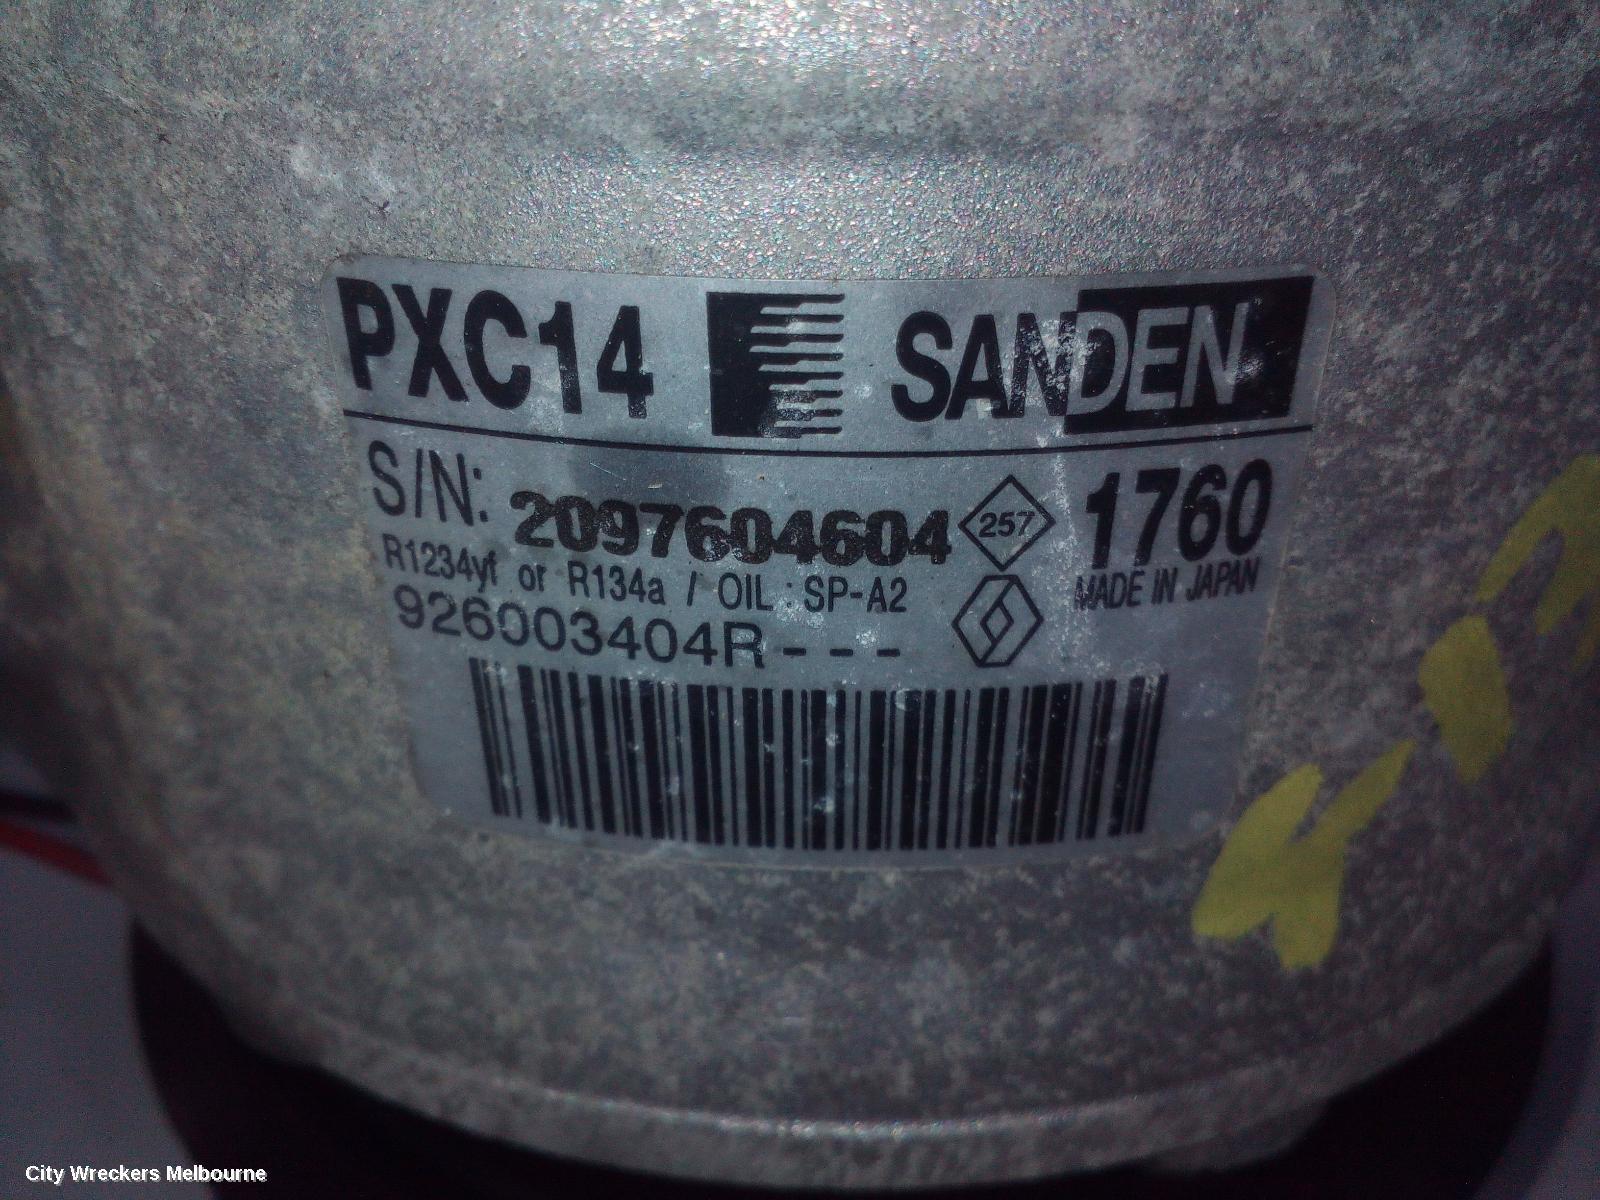 PXC14 SANDEN
S/N: 2097604604 257 1760
R1234yf or R134a / OIL : SP-A2 MADE IN JAPAN
926003404R - - -
City Wreckers Melbourne